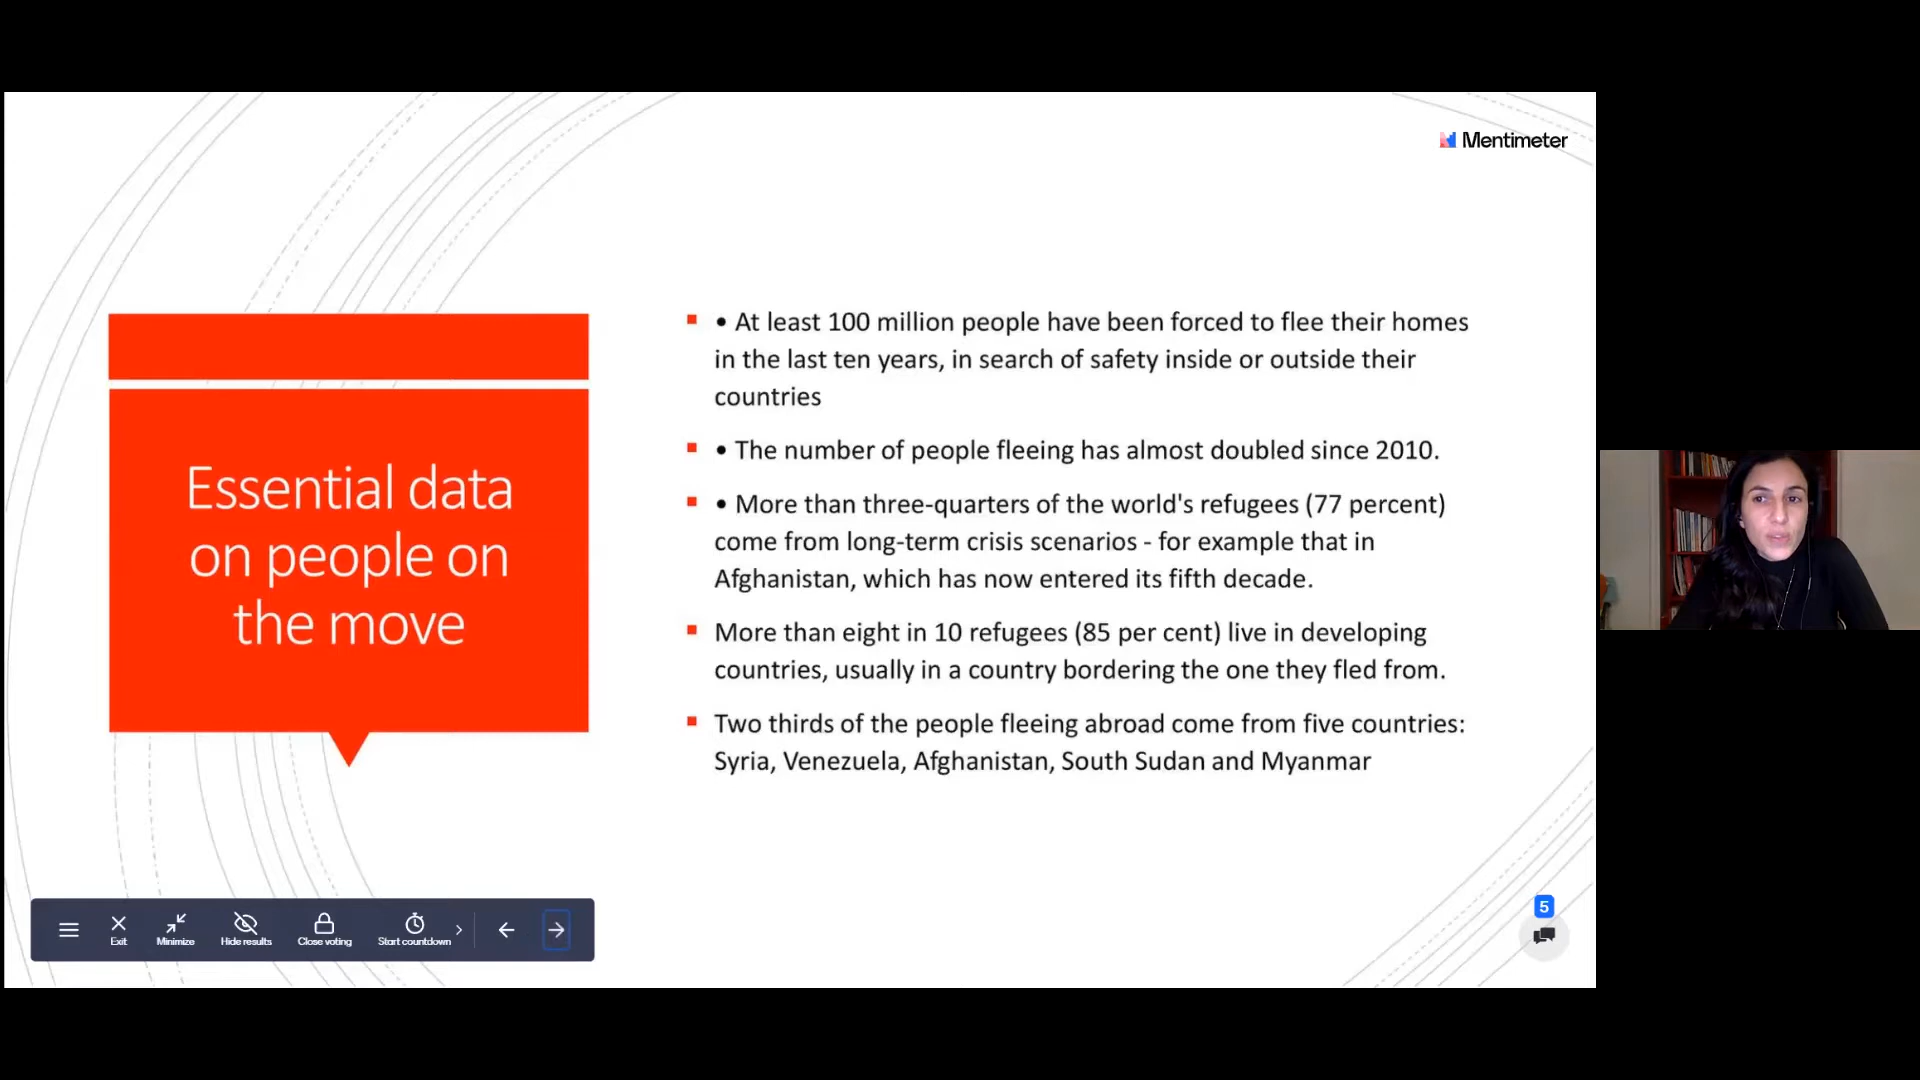 Mentimeter
Essential data
on people on
the move
• At least 100 million people have been forced to flee their homes
in the last ten years, in search of safety inside or outside their
countries
• The number of people fleeing has almost doubled since 2010.
• More than three-quarters of the world's refugees (77 percent)
come from long-term crisis scenarios - for example that in
Afghanistan, which has now entered its fifth decade.
More than eight in 10 refugees (85 per cent) live in developing
countries, usually in a country bordering the one they fled from.
Two thirds of the people fleeing abroad come from five countries:
Syria, Venezuela, Afghanistan, South Sudan and Myanmar
Exit
Minimize
Hide results
Close voting
Start countdown
5